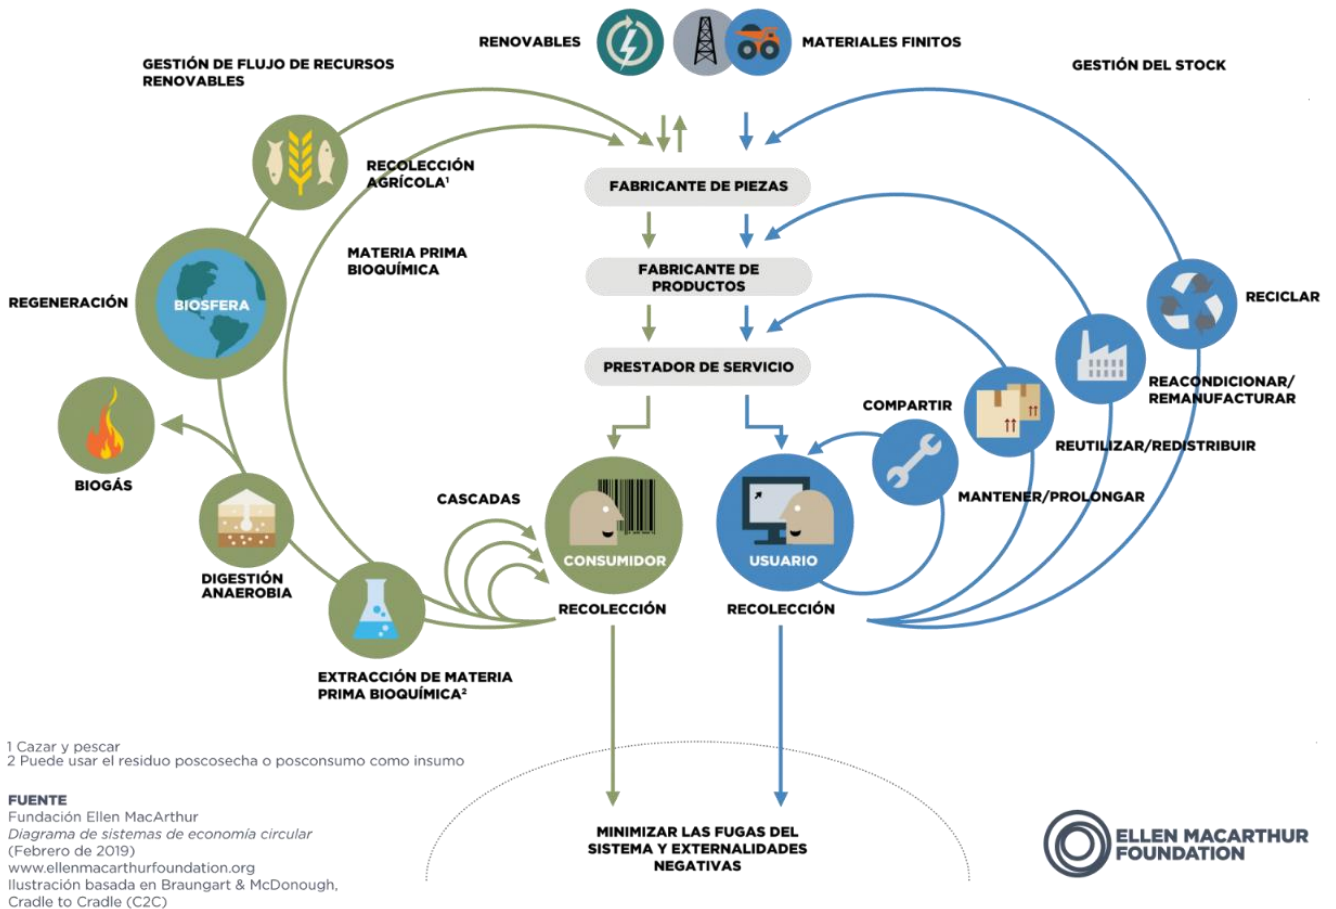 RENOVABLES
MATERIALES FINITOS
GESTIÓN DE FLUJO DE RECURSOS
RENOVABLES
GESTIÓN DEL STOCK
RECOLECCIÓN
AGRÍCOLA¹
FABRICANTE DE PIEZAS
MATERIA PRIMA
BIOQUÍMICA
FABRICANTE DE
PRODUCTOS
REGENERACIÓN
BIOSFERA
RECICLAR
PRESTADOR DE SERVICIO
REACONDICIONAR/
REMANUFACTURAR
COMPARTIR
REUTILIZAR/REDISTRIBUIR
BIOGÁS
CASCADAS
MANTENER/PROLONGAR
CONSUMIDOR
USUARIO
DIGESTIÓN
ANAEROBIA
RECOLECCIÓN
RECOLECCIÓN
EXTRACCIÓN DE MATERIA
PRIMA BIOQUÍMICA²
1 Cazar y pescar
2 Puede usar el residuo poscosecha o posconsumo como insumo
FUENTE
Fundación Ellen MacArthur
Diagrama de sistemas de economía circular
(Febrero de 2019)
www.ellenmacarthurfoundation.org
Ilustración basada en Braungart & McDonough,
Cradle to Cradle (C2C)
MINIMIZAR LAS FUGAS DEL
SISTEMA Y EXTERNALIDADES
NEGATIVAS
ELLEN MACARTHUR
FOUNDATION